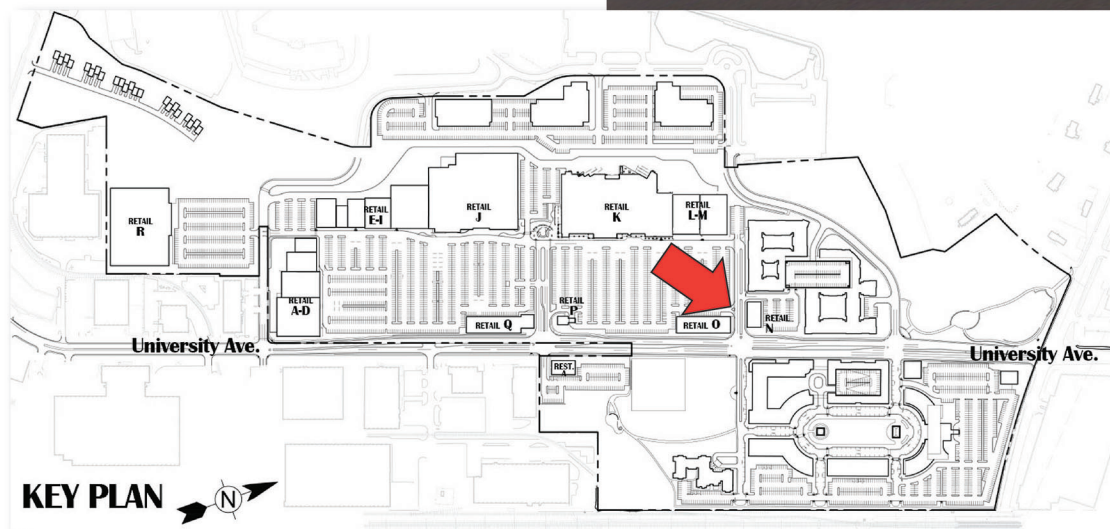 RETAIL
R
RETAIL
E-I
RETAIL
J
RETAIL
K
RETAIL
L-M
RETAIL
A-D
RETAIL Q
RETAIL
P
RETAIL O
RETAIL
N
University Ave.
University Ave.
REST.
A
KEY PLAN
N